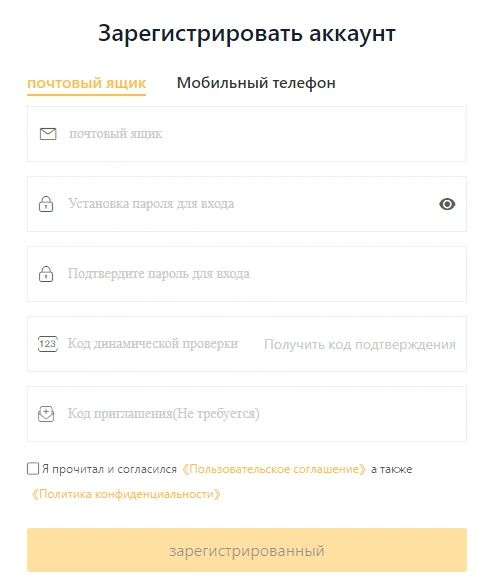 Зарегистрировать аккаунт
почтовый ящик Мобильный телефон
почтовый ящик
Установка пароля для входа
Подтвердите пароль для входа
123 Код динамической проверки Получить код подтверждения
Код приглашения(Не требуется)
Я прочитал и согласился 《Пользовательское соглашение》 а также
《Политика конфиденциальности》
зарегистрированный